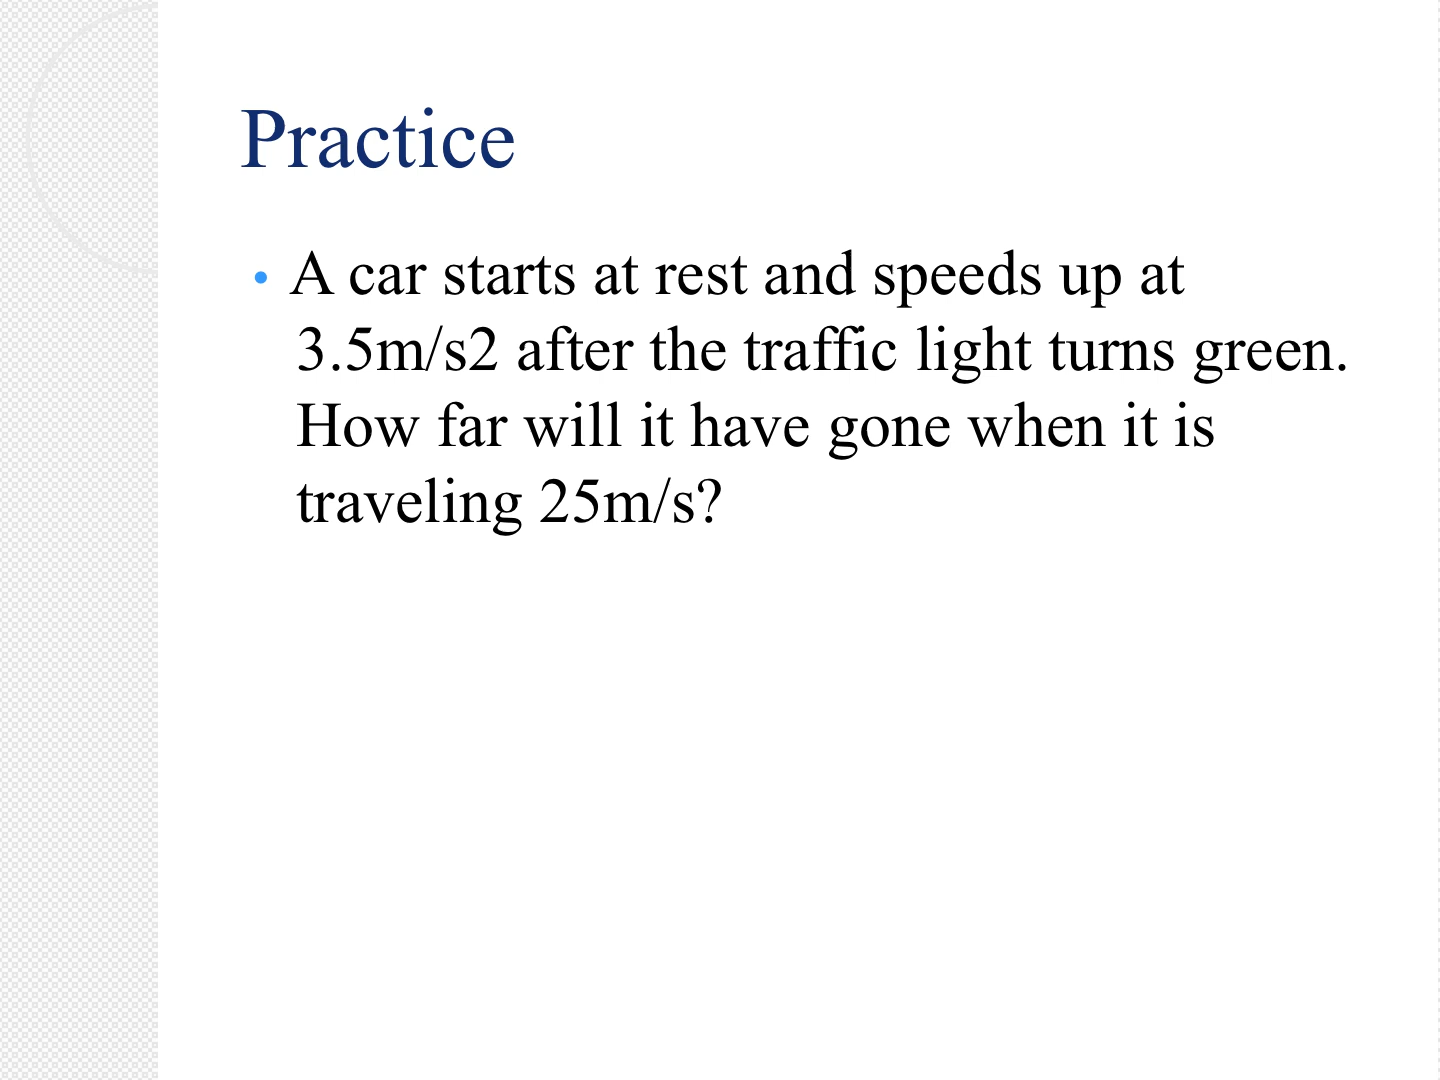 Practice
• A car starts at rest and speeds up at
3.5m/s2 after the traffic light turns green.
How far will it have gone when it is
traveling 25m/s?